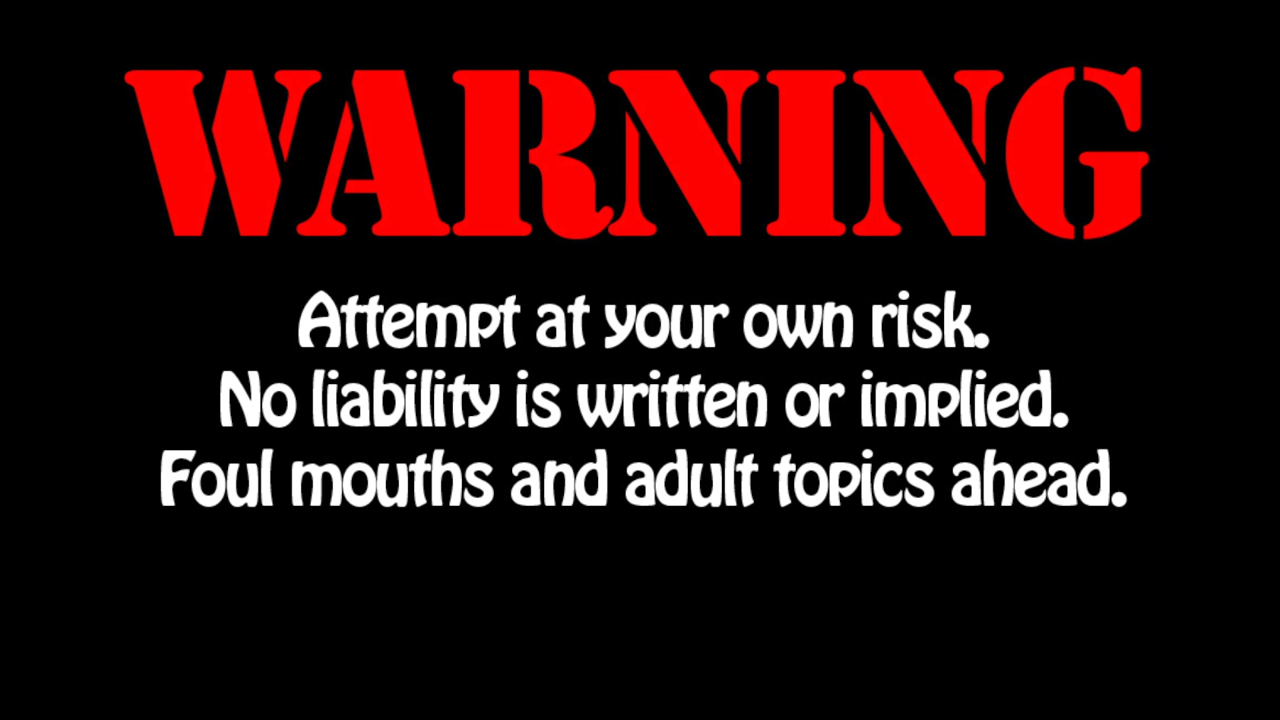 WARNING
Attempt at your own risk.
No liability is written or implied.
Foul mouths and adult topics ahead.